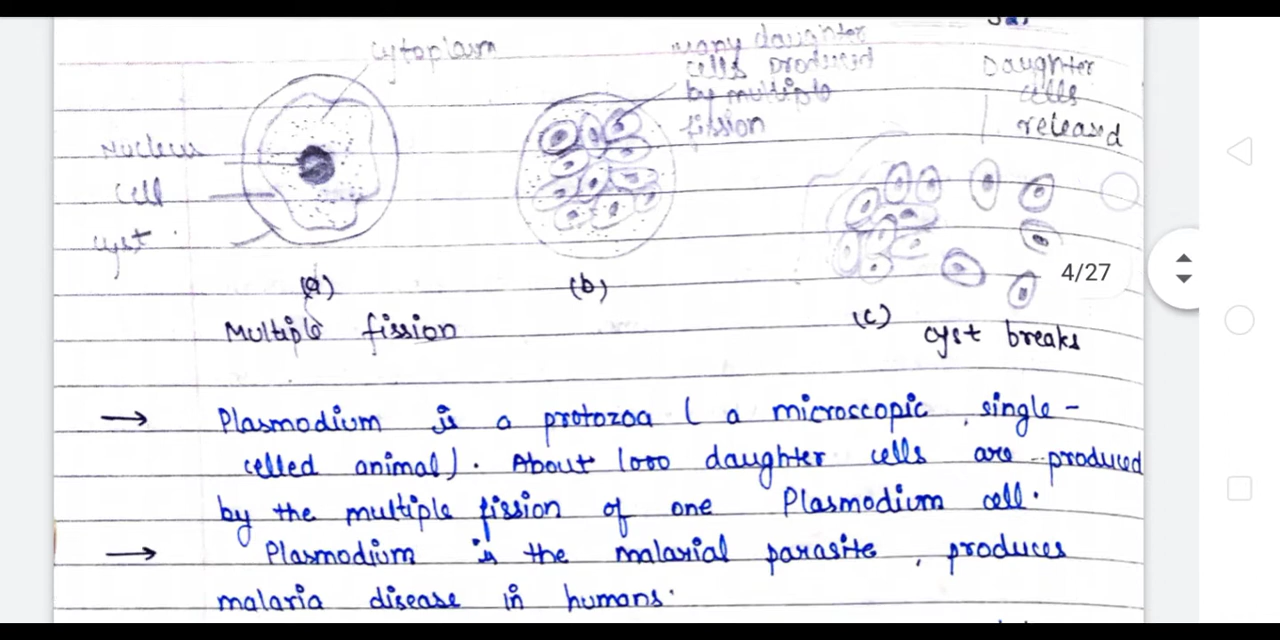 cytoplasm
many daughter
cells produced
by multiple
fission
Daughter
cells
released
Nucleus
cell
cyst
(a)
(b)
(c)
4/27
Multiple fission
cyst breaks
→ Plasmodium is a protozoa ( a microscopic, single-
celled animal). About 1000 daughter cells are produced
by the multiple fission of one Plasmodium cell.
→ Plasmodium is the malarial parasite, produces
malaria disease in humans.